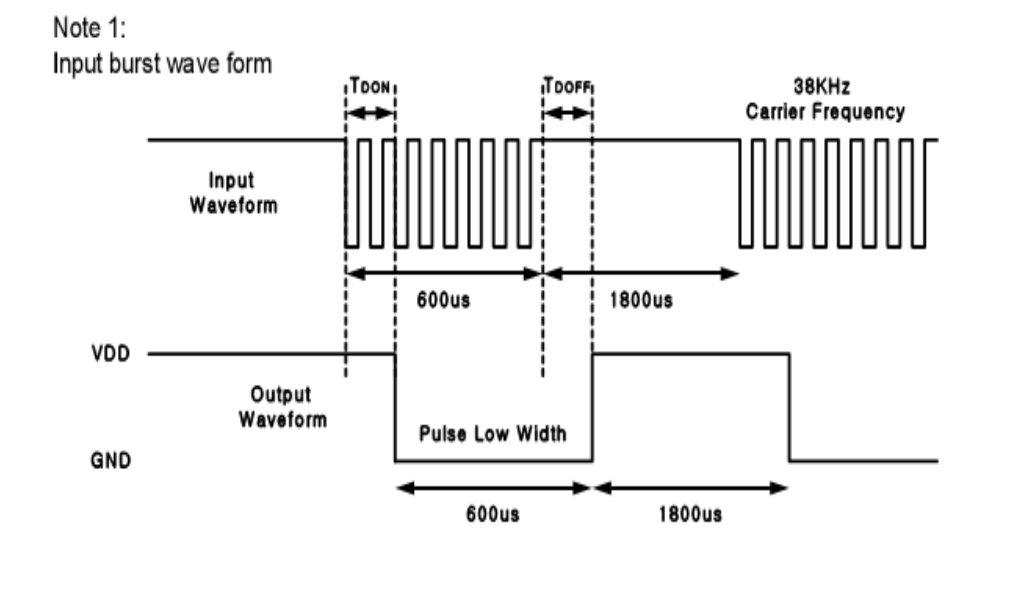 Note 1:
Input burst wave form
TDON
TDOFF
38KHz
Carrier Frequency
Input
Waveform
600us
1800us
VDD
Output
Waveform
Pulse Low Width
GND
600us
1800us